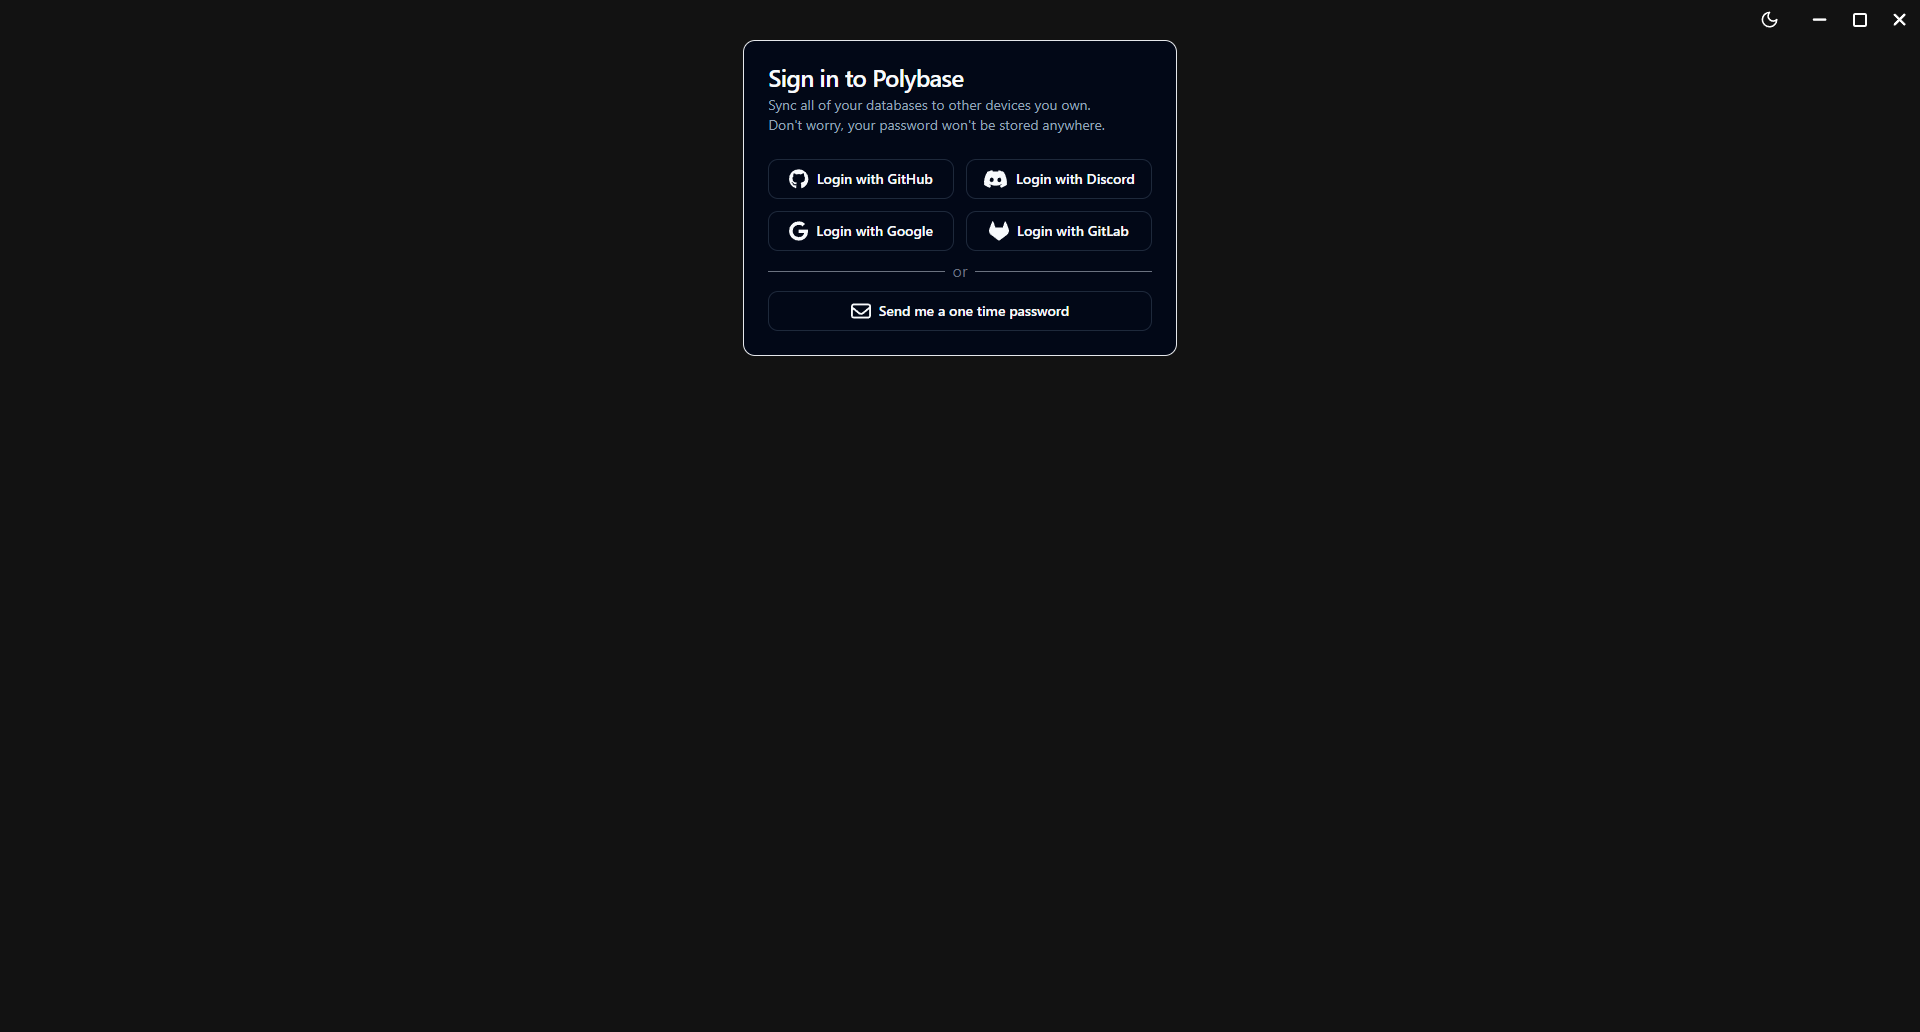 Sign in to Polybase
Sync all of your databases to other devices you own.
Don't worry, your password won't be stored anywhere.
Login with GitHub
Login with Discord
Login with Google
Login with GitLab
or
Send me a one time password